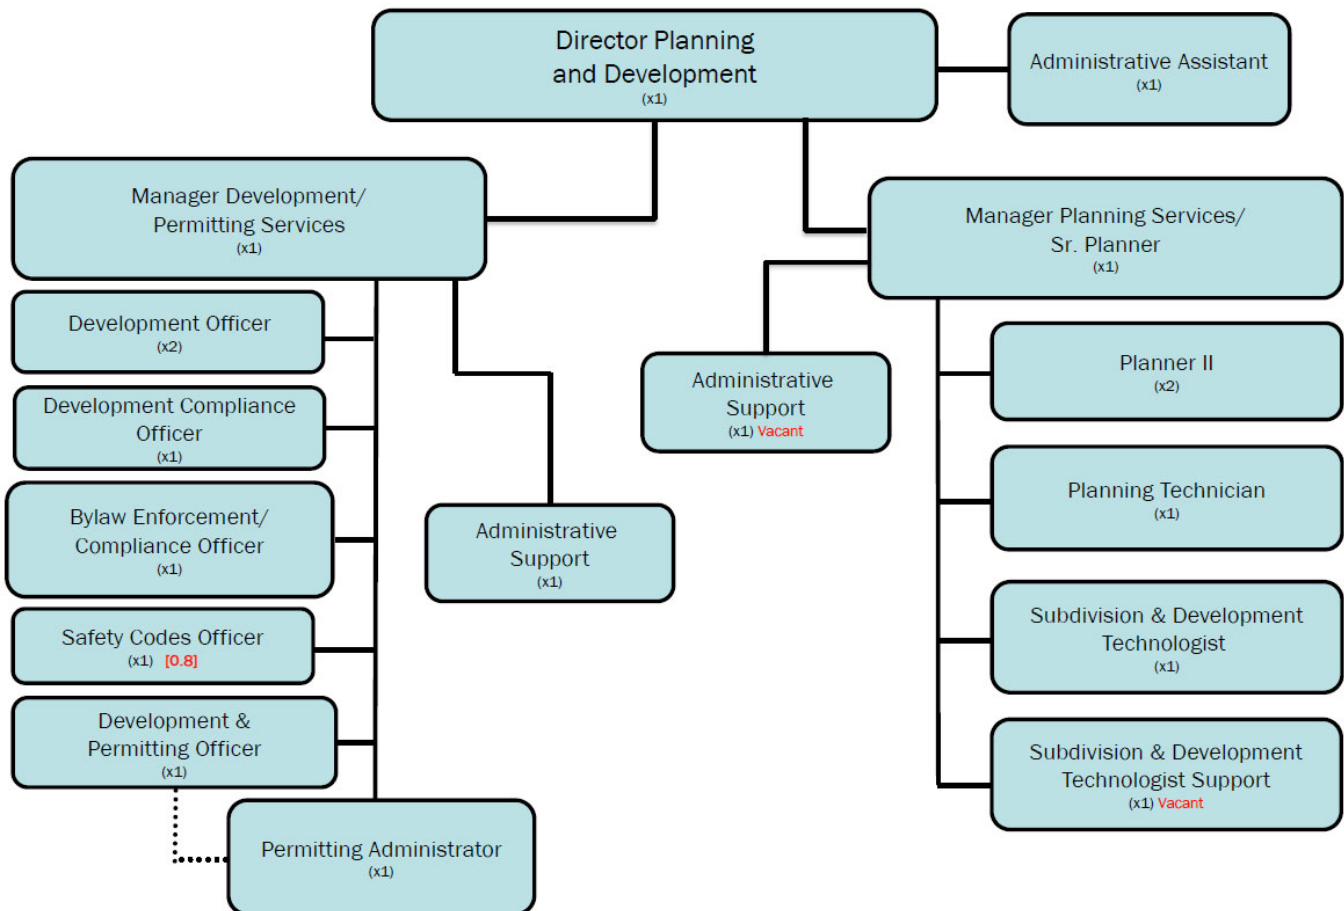 Director Planning
and Development
(x1)
Administrative Assistant
(x1)
Manager Development/
Permitting Services
(x1)
Manager Planning Services/
Sr. Planner
(x1)
Development Officer
(x2)
Development Compliance
Officer
(x1)
Bylaw Enforcement/
Compliance Officer
(x1)
Safety Codes Officer
(x1) [0.8]
Development &
Permitting Officer
(x1)
Permitting Administrator
(x1)
Administrative
Support
(x1)
Administrative
Support
(x1) Vacant
Planner II
(x2)
Planning Technician
(x1)
Subdivision & Development
Technologist
(x1)
Subdivision & Development
Technologist Support
(x1) Vacant